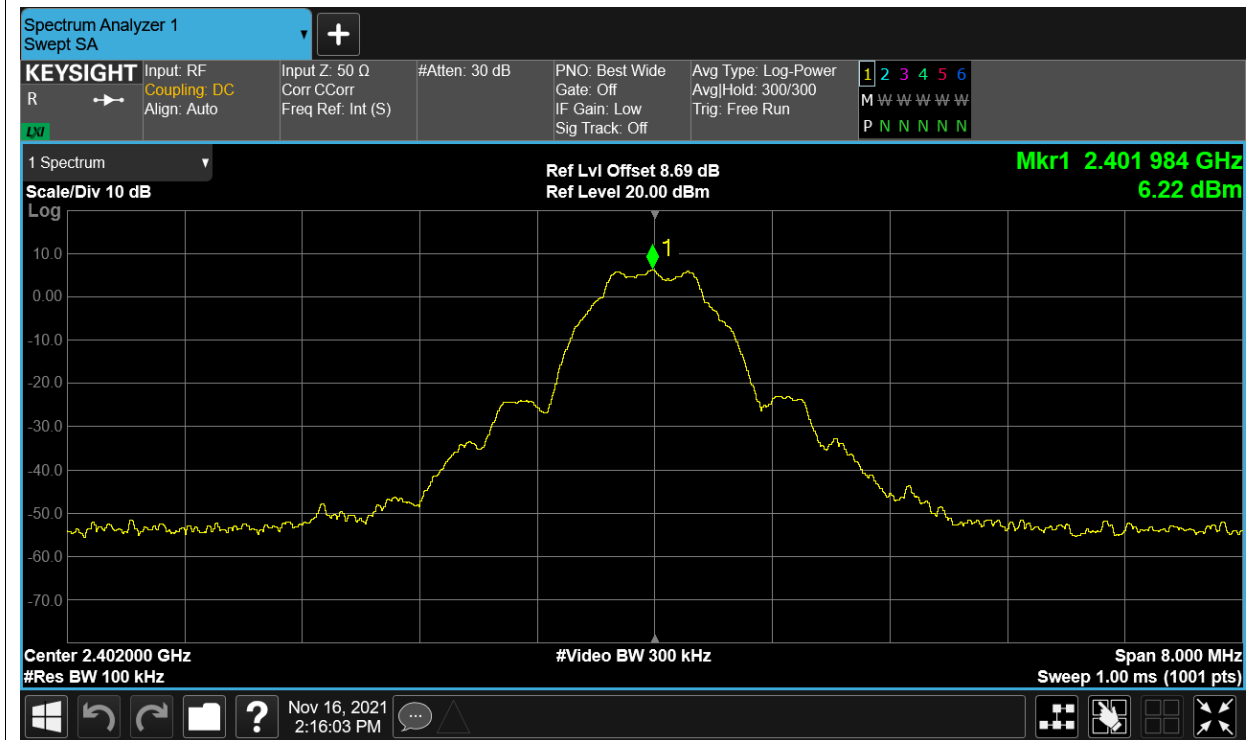 Spectrum Analyzer 1
Swept SA
KEYSIGHT
R
LXI
Input: RF
Coupling: DC
Align: Auto
Input Z: 50 Ω
Corr CCorr
Freq Ref: Int (S)
#Atten: 30 dB
PNO: Best Wide
Gate: Off
IF Gain: Low
Sig Track: Off
Avg Type: Log-Power
Avg|Hold: 300/300
Trig: Free Run
1 2 3 4 5 6
M W W W W W
P N N N N N
1 Spectrum
Scale/Div 10 dB
Log
Ref Lvl Offset 8.69 dB
Ref Level 20.00 dBm
Mkr1 2.401 984 GHz
6.22 dBm
1
10.0
0.00
-10.0
-20.0
-30.0
-40.0
-50.0
-60.0
-70.0
Center 2.402000 GHz
#Res BW 100 kHz
#Video BW 300 kHz
Span 8.000 MHz
Sweep 1.00 ms (1001 pts)
?
Nov 16, 2021
2:16:03 PM